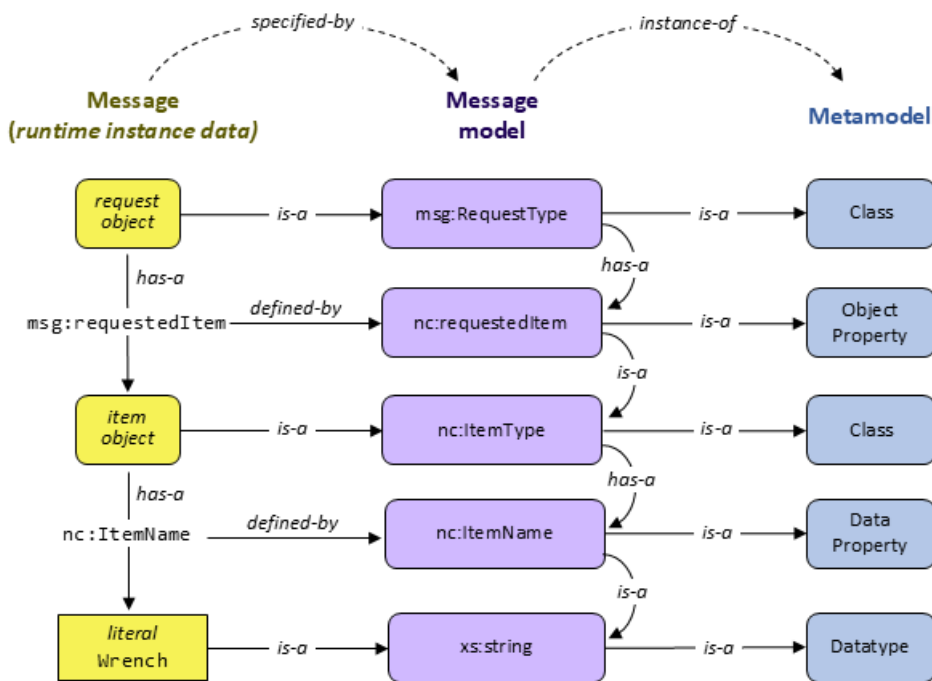 specified-by
instance-of
Message
(runtime instance data)
Message
model
Metamodel
request
object
is-a
msg:RequestType
is-a
Class
has-a
has-a
msg:requestedItem
defined-by
nc:requestedItem
is-a
Object
Property
is-a
item
object
is-a
nc:ItemType
is-a
Class
has-a
has-a
nc:ItemName
defined-by
nc:ItemName
is-a
Data
Property
is-a
literal
Wrench
is-a
xs:string
is-a
Datatype